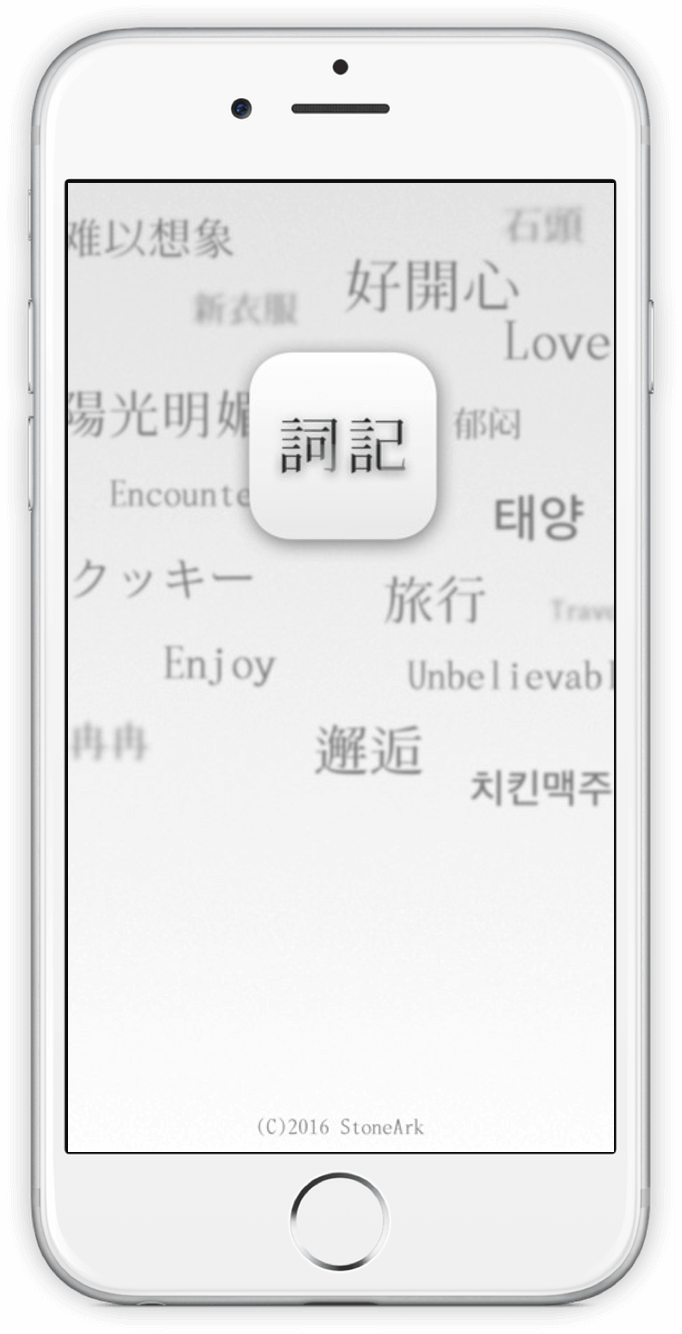 难以想象
石頭
好開心
新衣服
Love
陽光明媚
郁闷
詞記
Encounte
태양
クッキー
旅行
Trave
Enjoy
Unbelievabl
冉冉
邂逅
치킨맥주
(C)2016 StoneArk